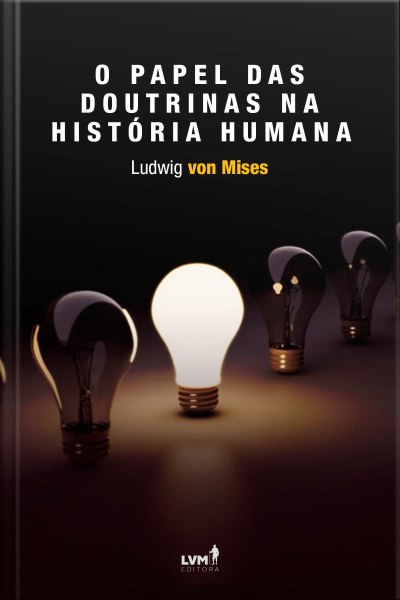 O PAPEL DAS
DOUTRINAS NA
HISTÓRIA HUMANA
Ludwig von Mises
LVM
EDITORA